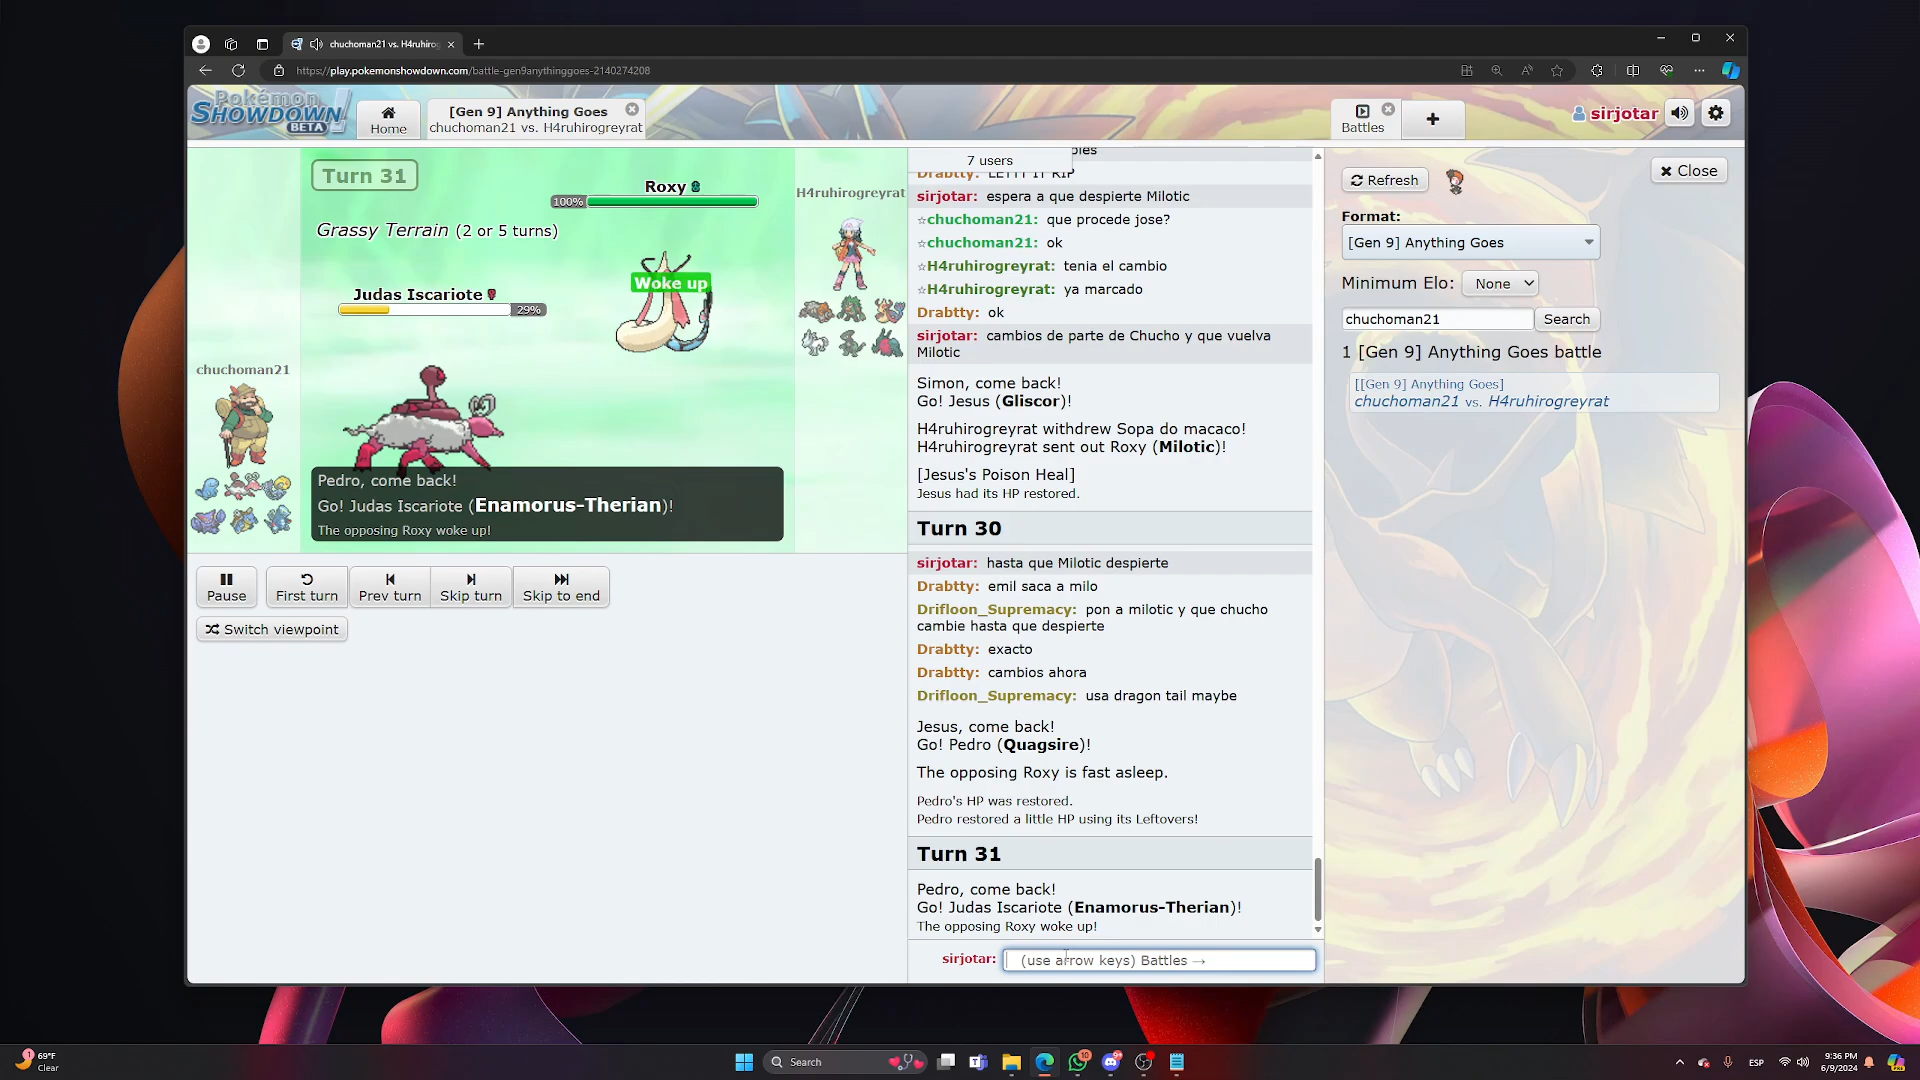 chuchoman21 vs. H4ruhirog
https://play.pokemonshowdown.com/battle-gen9anythinggoes-2140274208
Pokémon
SHOWDOWN!
BETA
Home
[Gen 9] Anything Goes
chuchoman21 vs. H4ruhirogreyrat
Battles
+
sirjotar
Turn 31
Roxy
100%
Grassy Terrain (2 or 5 turns)
Woke up
Judas Iscariote
29%
H4ruhirogreyrat
chuchoman21
Pedro, come back!
Go! Judas Iscariote (Enamorus-Therian)!
The opposing Roxy woke up!
Pause
First turn
Prev turn
Skip turn
Skip to end
Switch viewpoint
7 users
Drabtty: LETTT IT RIP
sirjotar: espera a que despierte Milotic
☆chuchoman21: que procede jose?
☆chuchoman21: ok
☆H4ruhirogreyrat: tenia el cambio
☆H4ruhirogreyrat: ya marcado
Drabtty: ok
sirjotar: cambios de parte de Chucho y que vuelva
Milotic
Simon, come back!
Go! Jesus (Gliscor)!
H4ruhirogreyrat withdrew Sopa do macaco!
H4ruhirogreyrat sent out Roxy (Milotic)!
[Jesus's Poison Heal]
Jesus had its HP restored.
Turn 30
sirjotar: hasta que Milotic despierte
Drabtty: emil saca a milo
Drifloon_Supremacy: pon a milotic y que chucho
cambie hasta que despierte
Drabtty: exacto
Drabtty: cambios ahora
Drifloon_Supremacy: usa dragon tail maybe
Jesus, come back!
Go! Pedro (Quagsire)!
The opposing Roxy is fast asleep.
Pedro's HP was restored.
Pedro restored a little HP using its Leftovers!
Turn 31
Pedro, come back!
Go! Judas Iscariote (Enamorus-Therian)!
The opposing Roxy woke up!
sirjotar: (use arrow keys) Battles →
Refresh
Close
Format:
[Gen 9] Anything Goes
Minimum Elo: None
chuchoman21
Search
1 [Gen 9] Anything Goes battle
[[Gen 9] Anything Goes]
chuchoman21 vs. H4ruhirogreyrat
1
69°F
Clear
Search
10
ESP
9:36 PM
6/9/2024